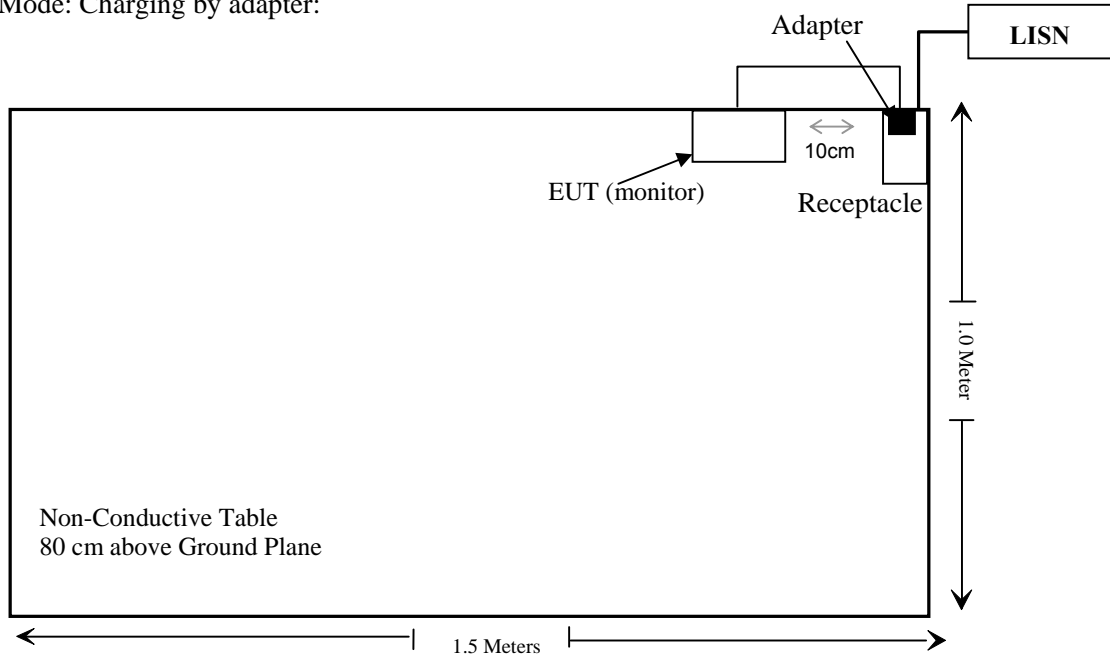 Mode: Charging by adapter:
Adapter
LISN
10cm
EUT (monitor)
Receptacle
1.0 Meter
Non-Conductive Table
80 cm above Ground Plane
1.5 Meters